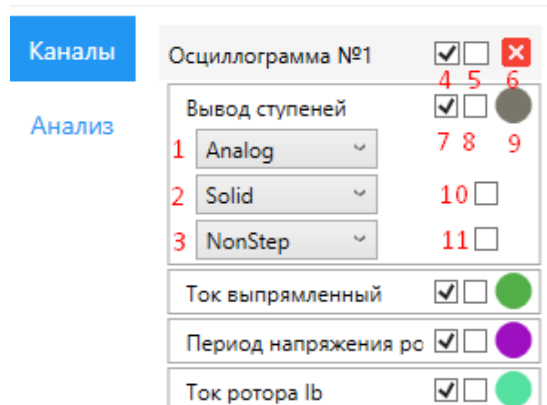 Каналы
Анализ
Осциллограмма №1
4 5 6
Вывод ступеней
7 8 9
1 Analog
2 Solid 10
3 NonStep 11
Ток выпрямленный
Период напряжения ро
Ток ротора Ib